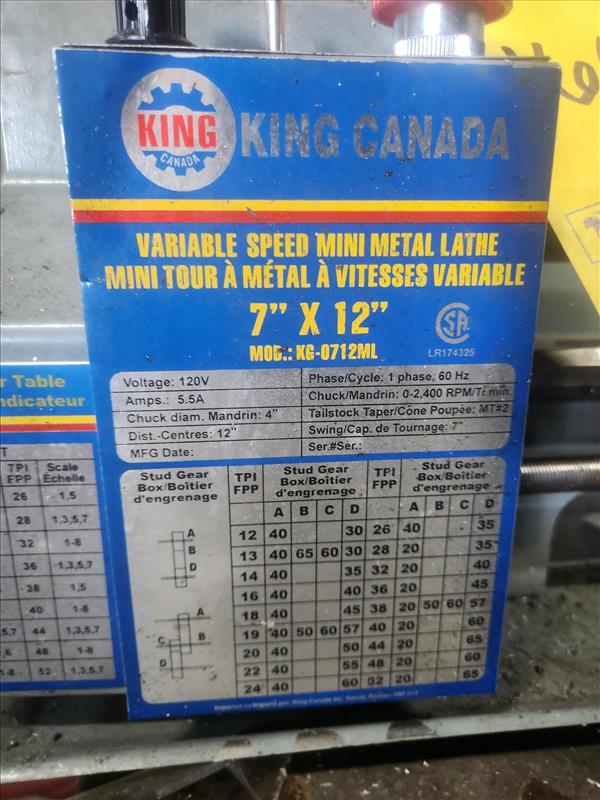 KING
CANADA
KING CANADA
VARIABLE SPEED MINI METAL LATHE
MINI TOUR À MÉTAL À VITESSES VARIABLE
7” X 12”
MOD.: KG-0712ML
LR174325
Voltage: 120V
Amps.: 5.5A
Chuck diam. Mandrin: 4"
Dist.-Centres: 12"
MFG Date:
Phase/Cycle: 1 phase, 60 Hz
Chuck/Mandrin: 0-2,400 RPM/Tr.min.
Tailstock Taper/Cône Poupée: MT#2
Swing/Cap. de Tournage: 7"
Ser.#Ser.:
Stud Gear Box/Boîtier d'engrenage
TPI FPP
Stud Gear Box/Boîtier d'engrenage
TPI FPP
Stud Gear Box/Boîtier d'engrenage
A B C D A B C D
12 40 30 26 40 35
13 40 65 60 30 28 20 35
14 40 35 32 20 40
16 40 40 36 20 45
18 40 45 38 20 50 60 57
19 40 50 60 57 40 20 60
20 40 50 44 20 65
22 40 55 48 20 60
24 40 60 52 20 65
A
B
D
A
C B
D
King Canada Inc.
r Table
ndicateur
TPI FPP Scale Échelle
26 1,5
28 1,3,5,7
32 1-8
36 1,3,5,7
38 1,5
40 1-8
5,7 44 1,3,5,7
48 1-8
1-8 52 1,3,5,7